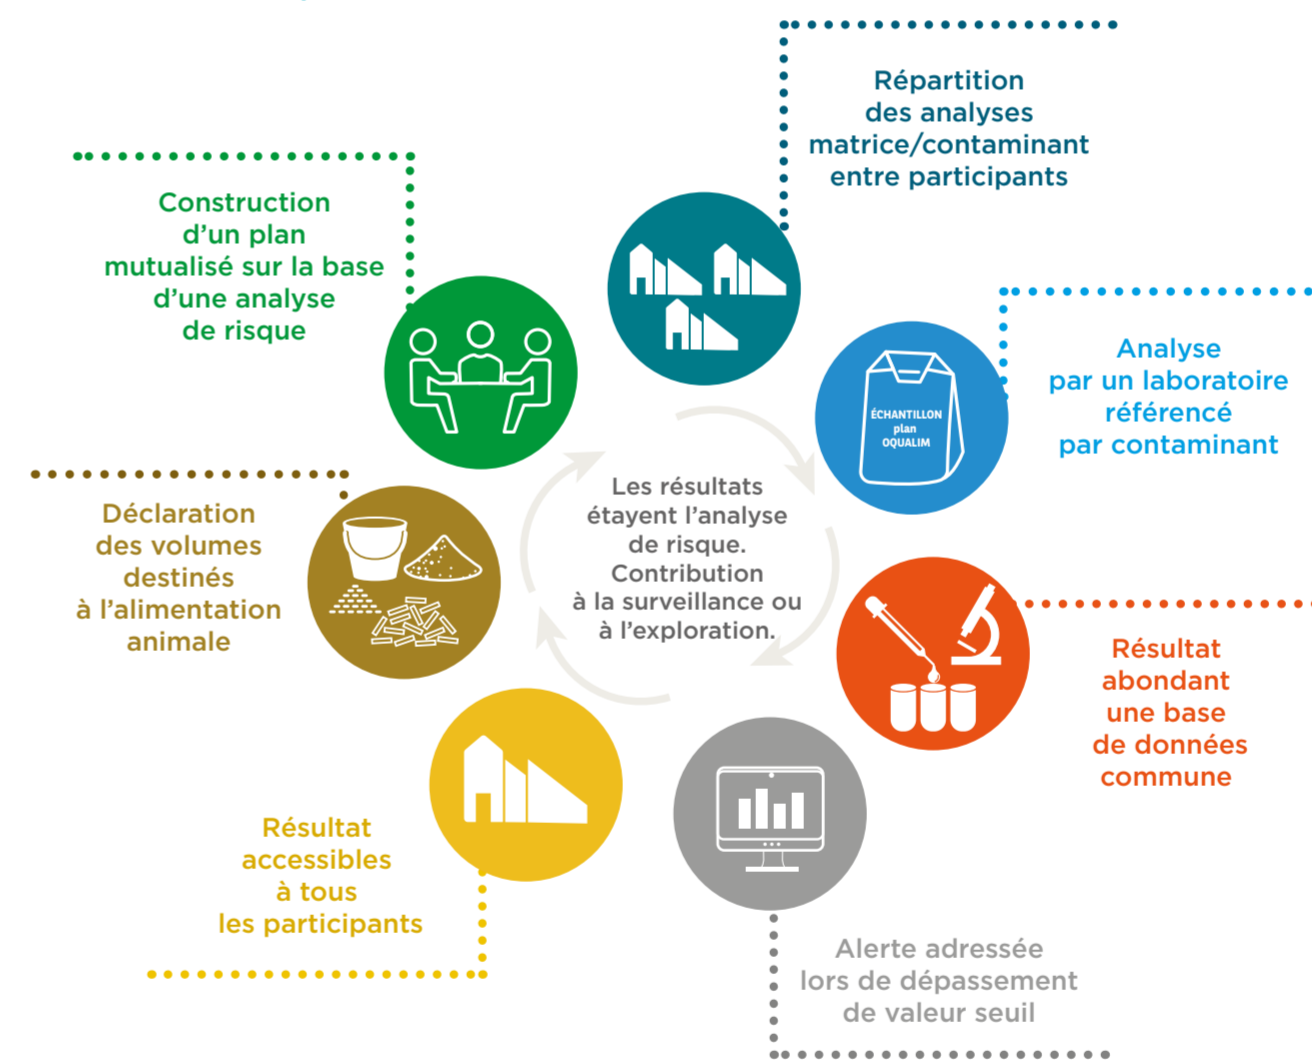 Répartition
des analyses
matrice/contaminant
entre participants
Construction
d'un plan
mutualisé sur la base
d'une analyse
de risque
Analyse
par un laboratoire
référencé
par contaminant
ÉCHANTILLON
plan
OQUALIM
Les résultats
étayent l'analyse
de risque.
Contribution
à la surveillance ou
à l'exploration.
Déclaration
des volumes
destinés
à l'alimentation
animale
Résultat
abondant
une base
de données
commune
Résultat
accessibles
à tous
les participants
Alerte adressée
lors de dépassement
de valeur seuil